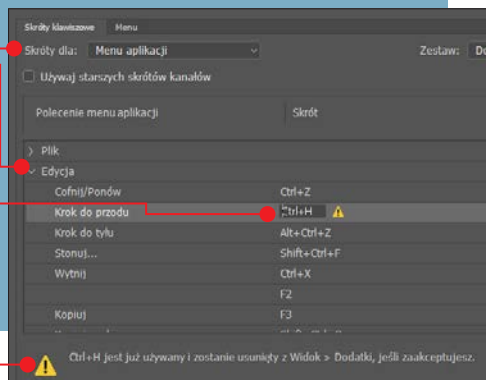 Skróty klawiszowe Menu
Skróty dla: Menu aplikacji Zestaw: Do
Używaj starszych skrótów kanałów
Polecenie menu aplikacji Skrót
Plik
Edycja
Cofnij/Ponów Ctrl+Z
Krok do przodu Ctrl+H
Krok do tyłu Alt+Ctrl+Z
Stonuj... Shift+Ctrl+F
Wytnij Ctrl+X
F2
Kopiuj F3
Ctrl+H jest już używany i zostanie usunięty z Widok > Dodatki, jeśli zaakceptujesz.